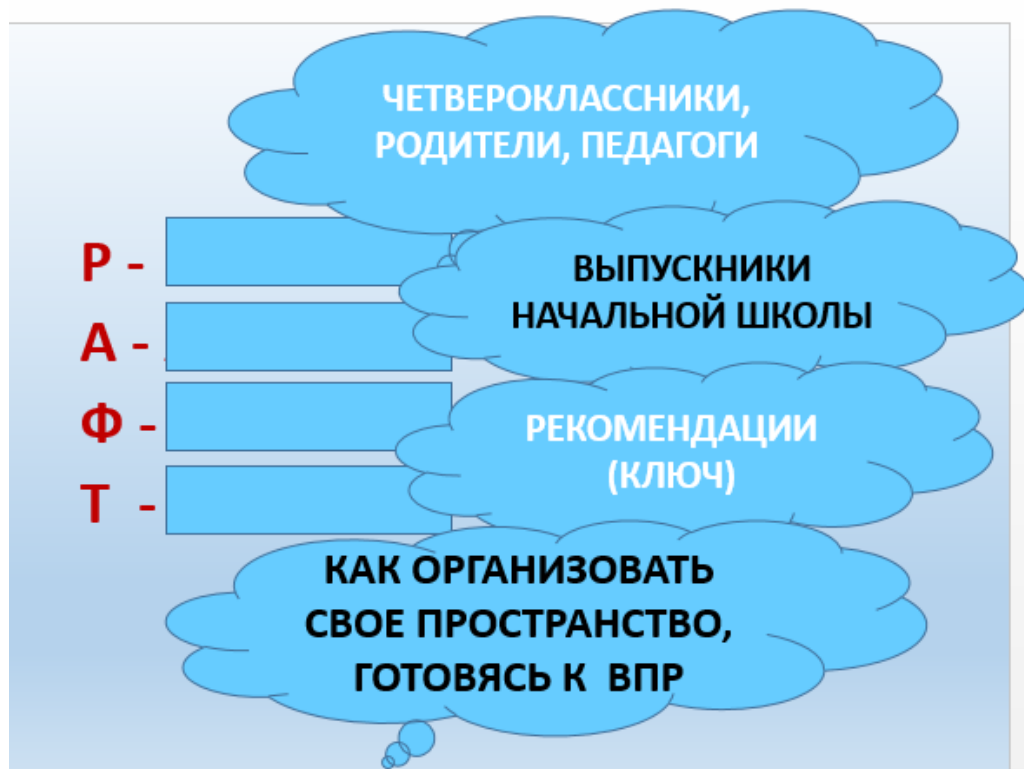 ЧЕТВЕРОКЛАССНИКИ,
РОДИТЕЛИ, ПЕДАГОГИ
Р -
ВЫПУСКНИКИ
НАЧАЛЬНОЙ ШКОЛЫ
А -
Ф -
РЕКОМЕНДАЦИИ
(КЛЮЧ)
Т -
КАК ОРГАНИЗОВАТЬ
СВОЕ ПРОСТРАНСТВО,
ГОТОВЯСЬ К ВПР